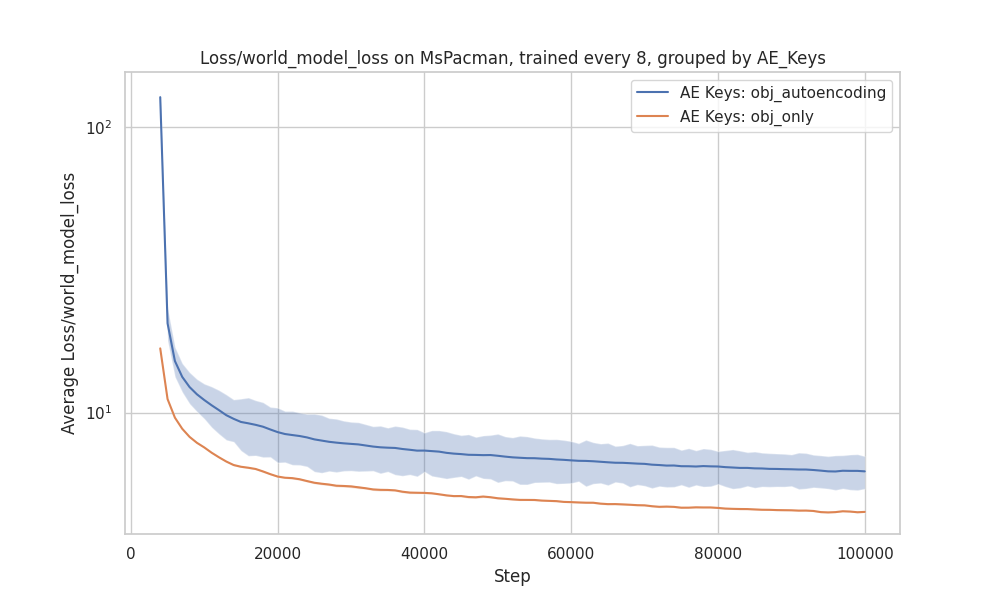 Loss/world_model_loss on MsPacman, trained every 8, grouped by AE_Keys
AE Keys: obj_autoencoding
AE Keys: obj_only
Average Loss/world_model_loss
10²
10¹
0
20000
40000
60000
80000
100000
Step